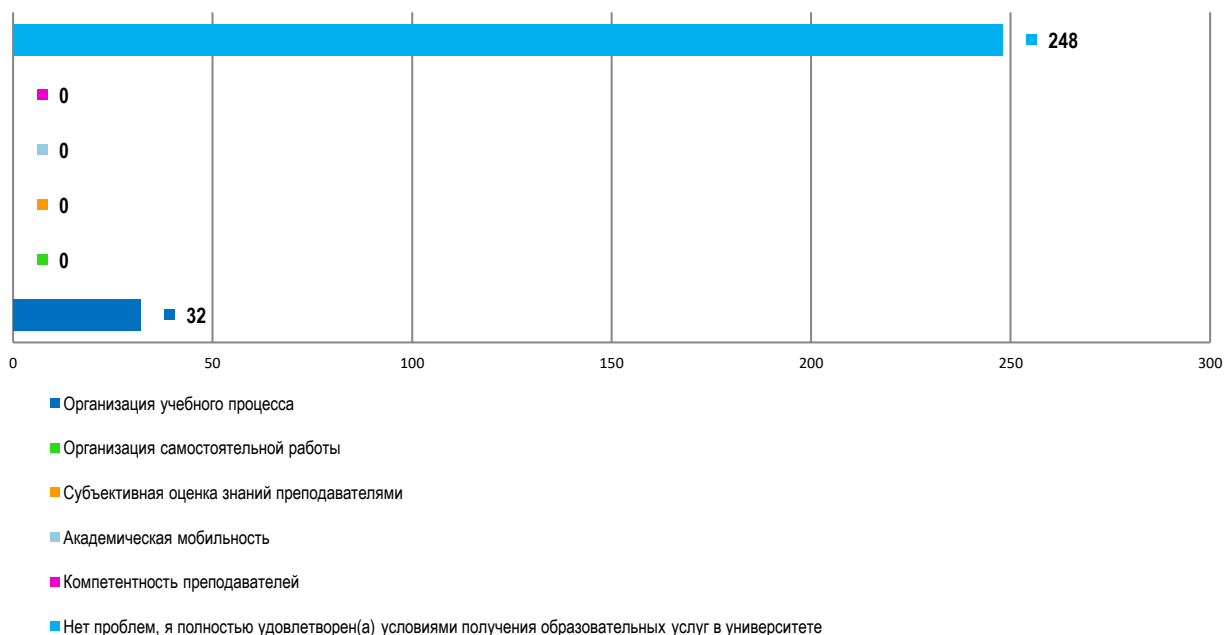 248
0
0
0
0
32
0 50 100 150 200 250 300
Организация учебного процесса
Организация самостоятельной работы
Субъективная оценка знаний преподавателями
Академическая мобильность
Компетентность преподавателей
Нет проблем, я полностью удовлетворен(а) условиями получения образовательных услуг в университете